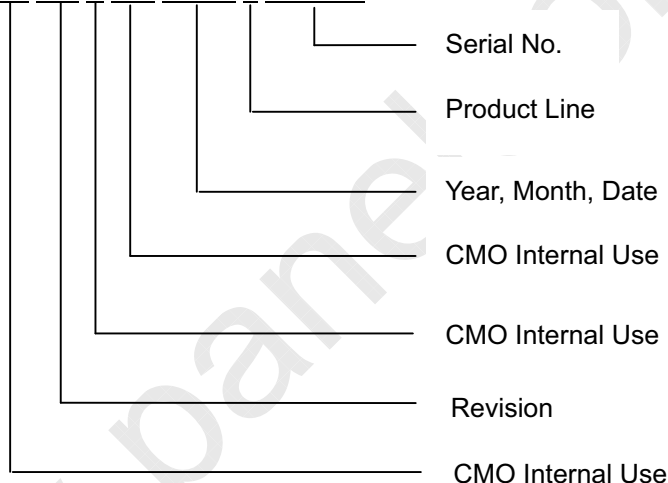 Serial No.
Product Line
Year, Month, Date
CMO Internal Use
CMO Internal Use
Revision
CMO Internal Use